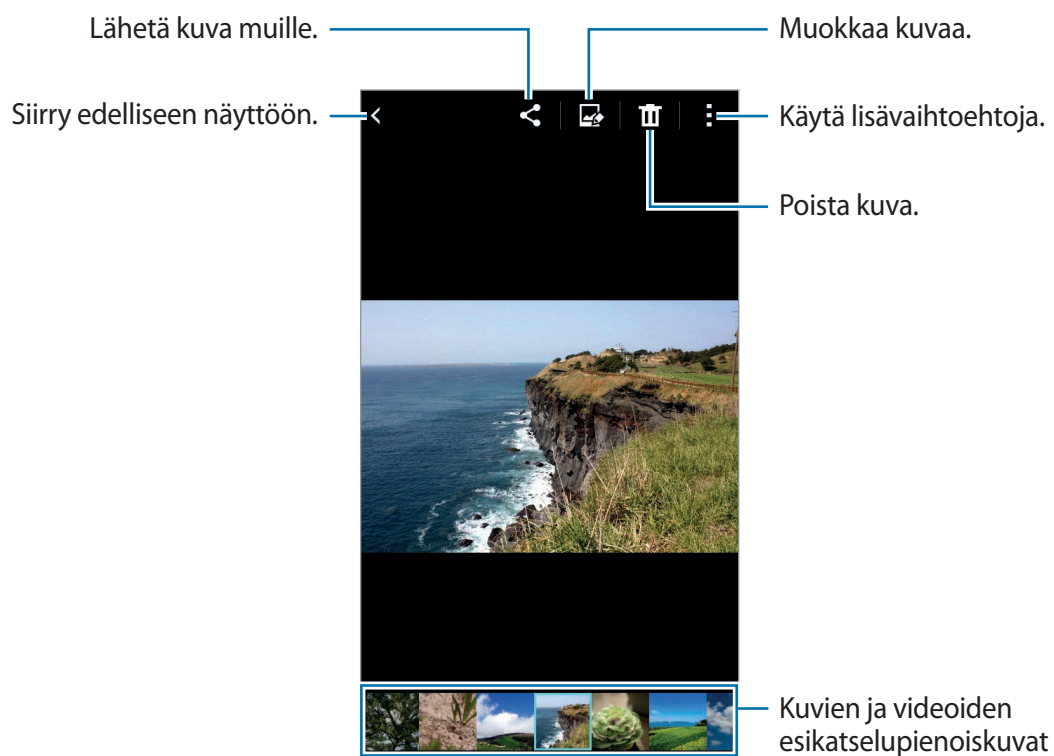 Lähetä kuva muille.
Muokkaa kuvaa.
Siirry edelliseen näyttöön.
Käytä lisävaihtoehtoja.
Poista kuva.
Kuvien ja videoiden
esikatselupienoiskuvat